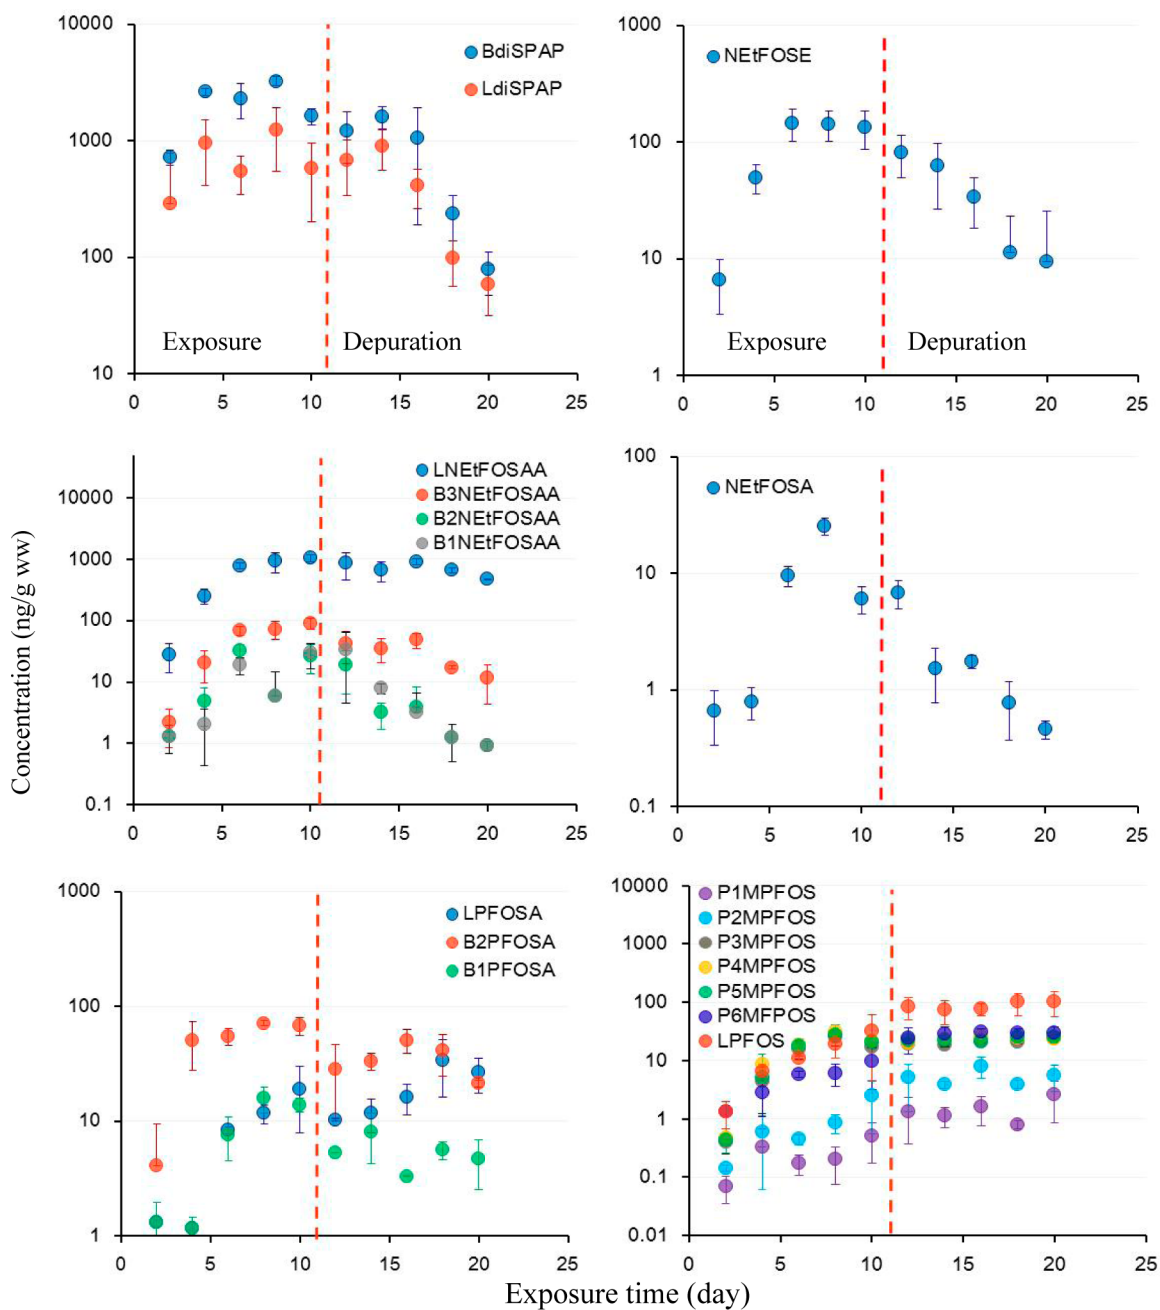 10000
1000
100
10
BdiSPAP
LdiSPAP
Exposure
Depuration
0
5
10
15
20
25
1000
100
10
1
NEtFOSE
Exposure
Depuration
0
5
10
15
20
25
Concentration (ng/g ww)
10000
1000
100
10
1
0.1
LNEtFOSAA
B3NEtFOSAA
B2NEtFOSAA
B1NEtFOSAA
0
5
10
15
20
25
100
10
1
0.1
NEtFOSA
0
5
10
15
20
25
1000
100
10
1
LPFOSA
B2PFOSA
B1PFOSA
0
5
10
15
20
25
10000
1000
100
10
1
0.1
0.01
P1MPFOS
P2MPFOS
P3MPFOS
P4MPFOS
P5MPFOS
P6MFPOS
LPFOS
0
5
10
15
20
25
Exposure time (day)